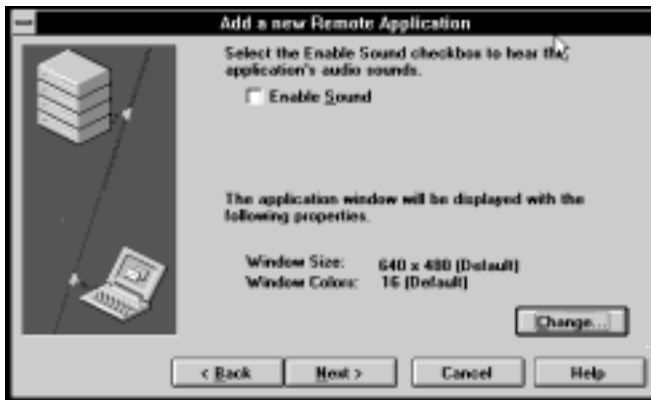 Add a new Remote Application
Select the Enable Sound checkbox to hear the
application's audio sounds.
Enable Sound
The application window will be displayed with the
following properties.
Window Size: 640 x 480 (Default)
Window Colors: 16 (Default)
Change...
< Back Next > Cancel Help